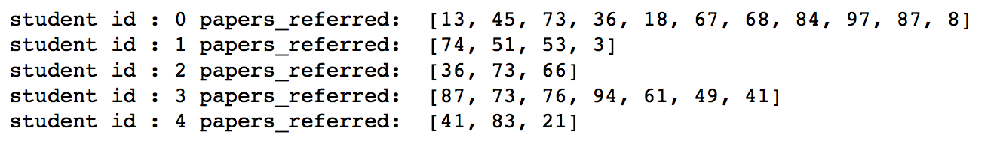 student id : 0 papers_referred:  [13, 45, 73, 36, 18, 67, 68, 84, 97, 87, 8]
student id : 1 papers_referred:  [74, 51, 53, 3]
student id : 2 papers_referred:  [36, 73, 66]
student id : 3 papers_referred:  [87, 73, 76, 94, 61, 49, 41]
student id : 4 papers_referred:  [41, 83, 21]